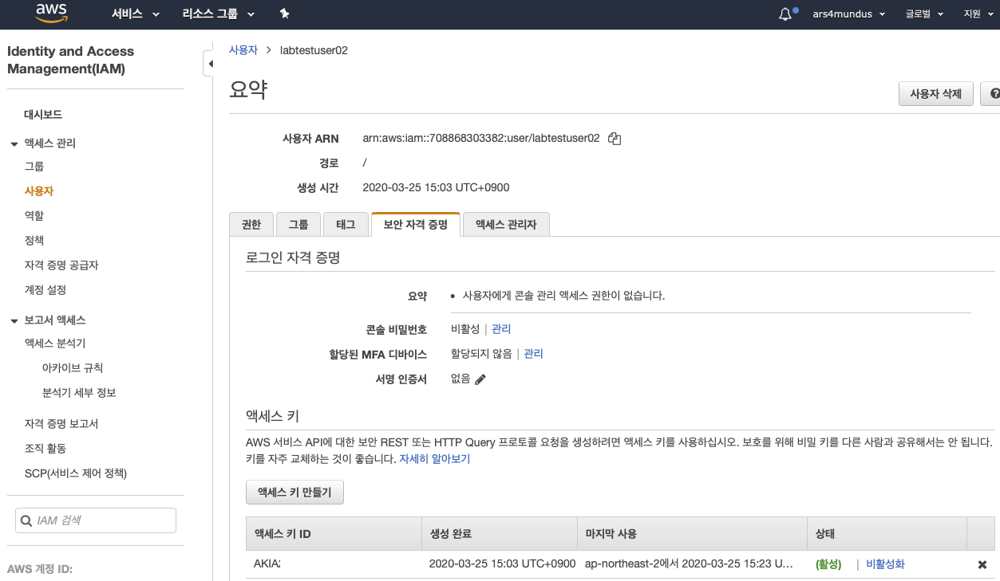 aws 서비스 리소스 그룹 ars4mundus 글로벌 지원
Identity and Access
Management(IAM)
대시보드
액세스 관리
그룹
사용자
역할
정책
자격 증명 공급자
계정 설정
보고서 액세스
액세스 분석기
아카이브 규칙
분석기 세부 정보
자격 증명 보고서
조직 활동
SCP(서비스 제어 정책)
IAM 검색
AWS 계정 ID:
사용자 > labtestuser02
요약
사용자 삭제
사용자 ARN arn:aws:iam::708868303382:user/labtestuser02
경로 /
생성 시간 2020-03-25 15:03 UTC+0900
권한 그룹 태그 보안 자격 증명 액세스 관리자
로그인 자격 증명
요약 • 사용자에게 콘솔 관리 액세스 권한이 없습니다.
콘솔 비밀번호 비활성 | 관리
할당된 MFA 디바이스 할당되지 않음 | 관리
서명 인증서 없음
액세스 키
AWS 서비스 API에 대한 보안 REST 또는 HTTP Query 프로토콜 요청을 생성하려면 액세스 키를 사용하십시오. 보호를 위해 비밀 키를 다른 사람과 공유해서는 안 됩니다.
키를 자주 교체하는 것이 좋습니다. 자세히 알아보기
액세스 키 만들기
액세스 키 ID 생성 완료 마지막 사용 상태
AKIA 2020-03-25 15:03 UTC+0900 ap-northeast-2에서 2020-03-25 15:23 U... (활성) | 비활성화